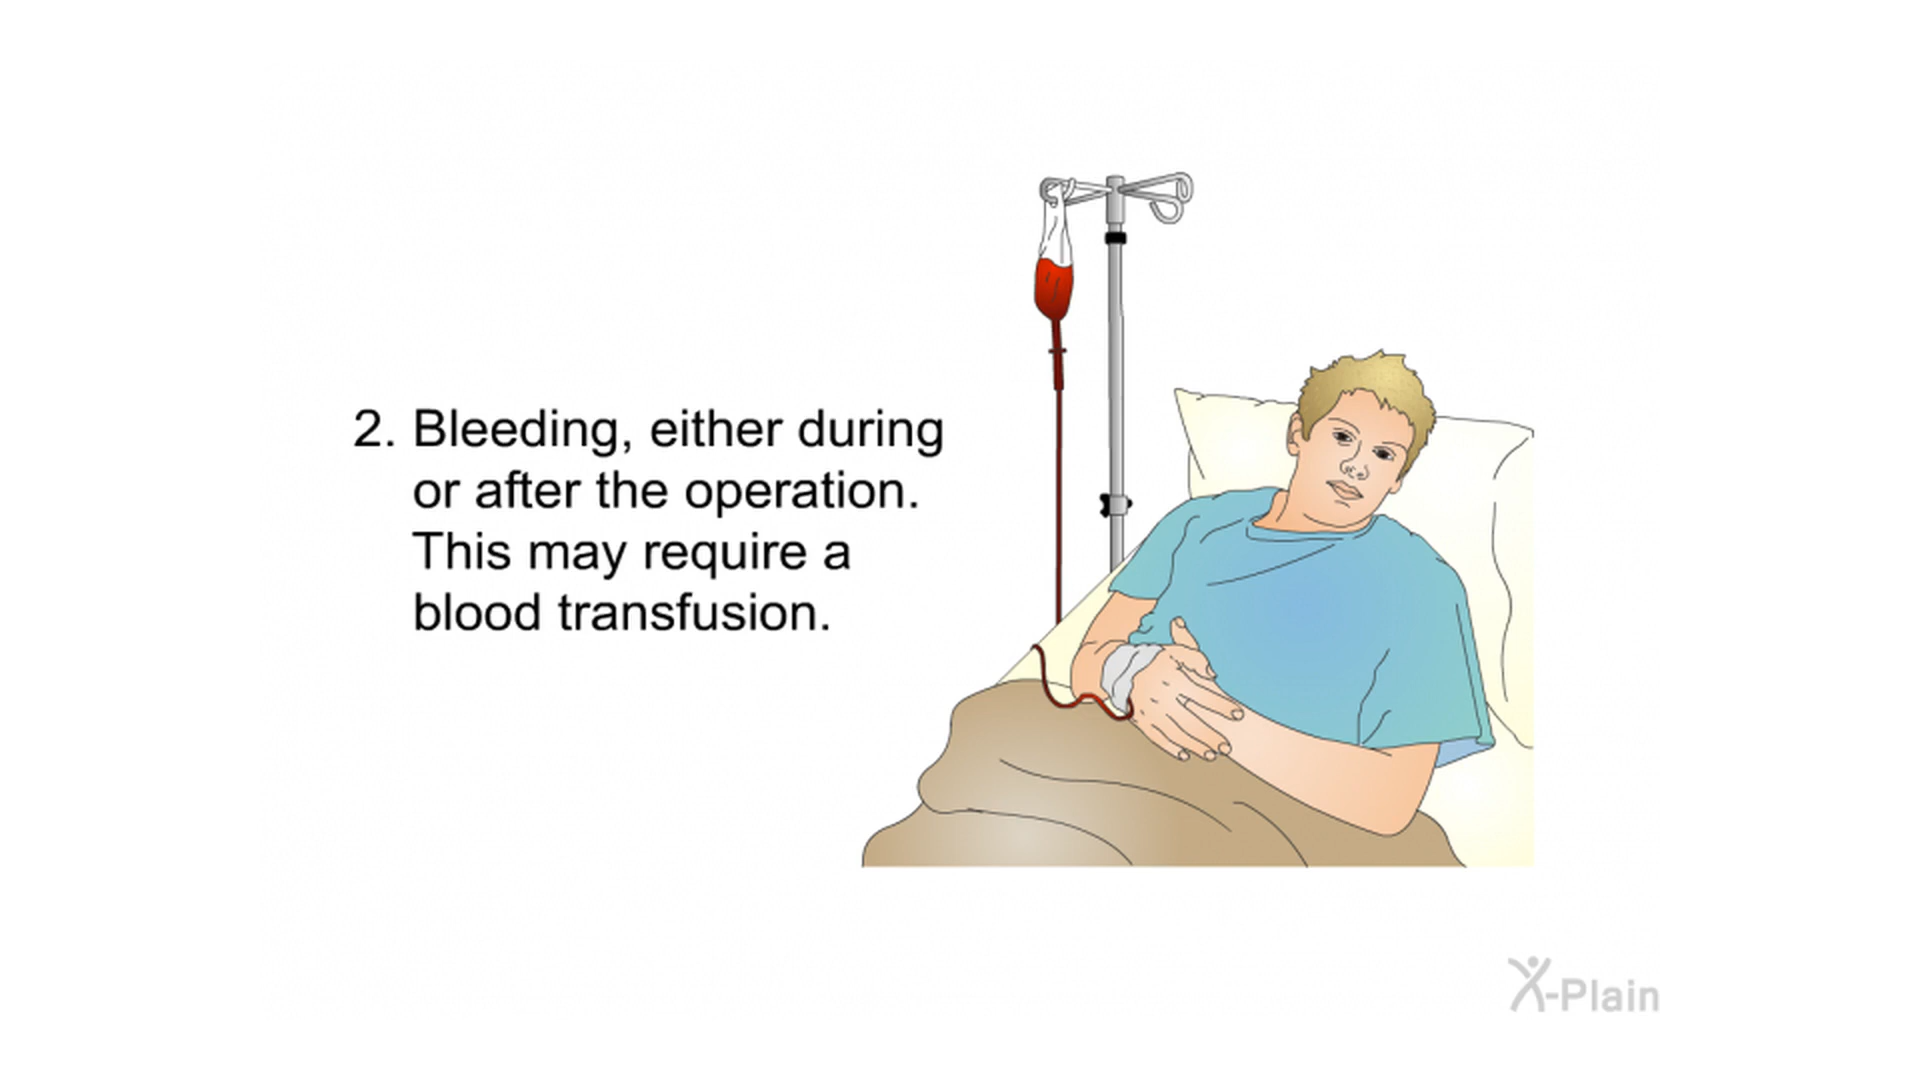 2. Bleeding, either during
or after the operation.
This may require a
blood transfusion.
X-Plain